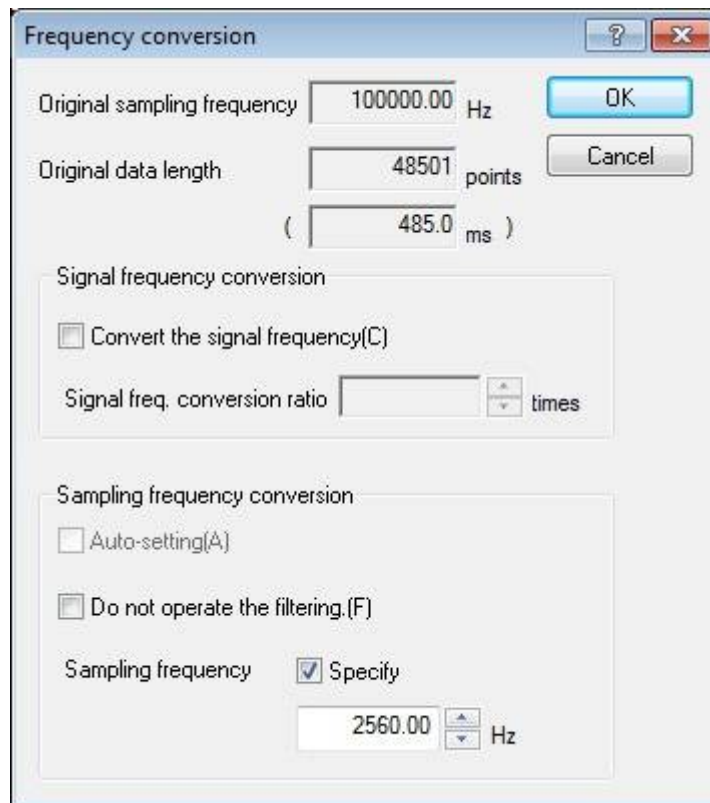 Frequency conversion
Original sampling frequency 100000.00 Hz OK
Original data length 48501 points Cancel
( 485.0 ms )
Signal frequency conversion
Convert the signal frequency(C)
Signal freq. conversion ratio times
Sampling frequency conversion
Auto-setting(A)
Do not operate the filtering.(F)
Sampling frequency Specify
2560.00 Hz